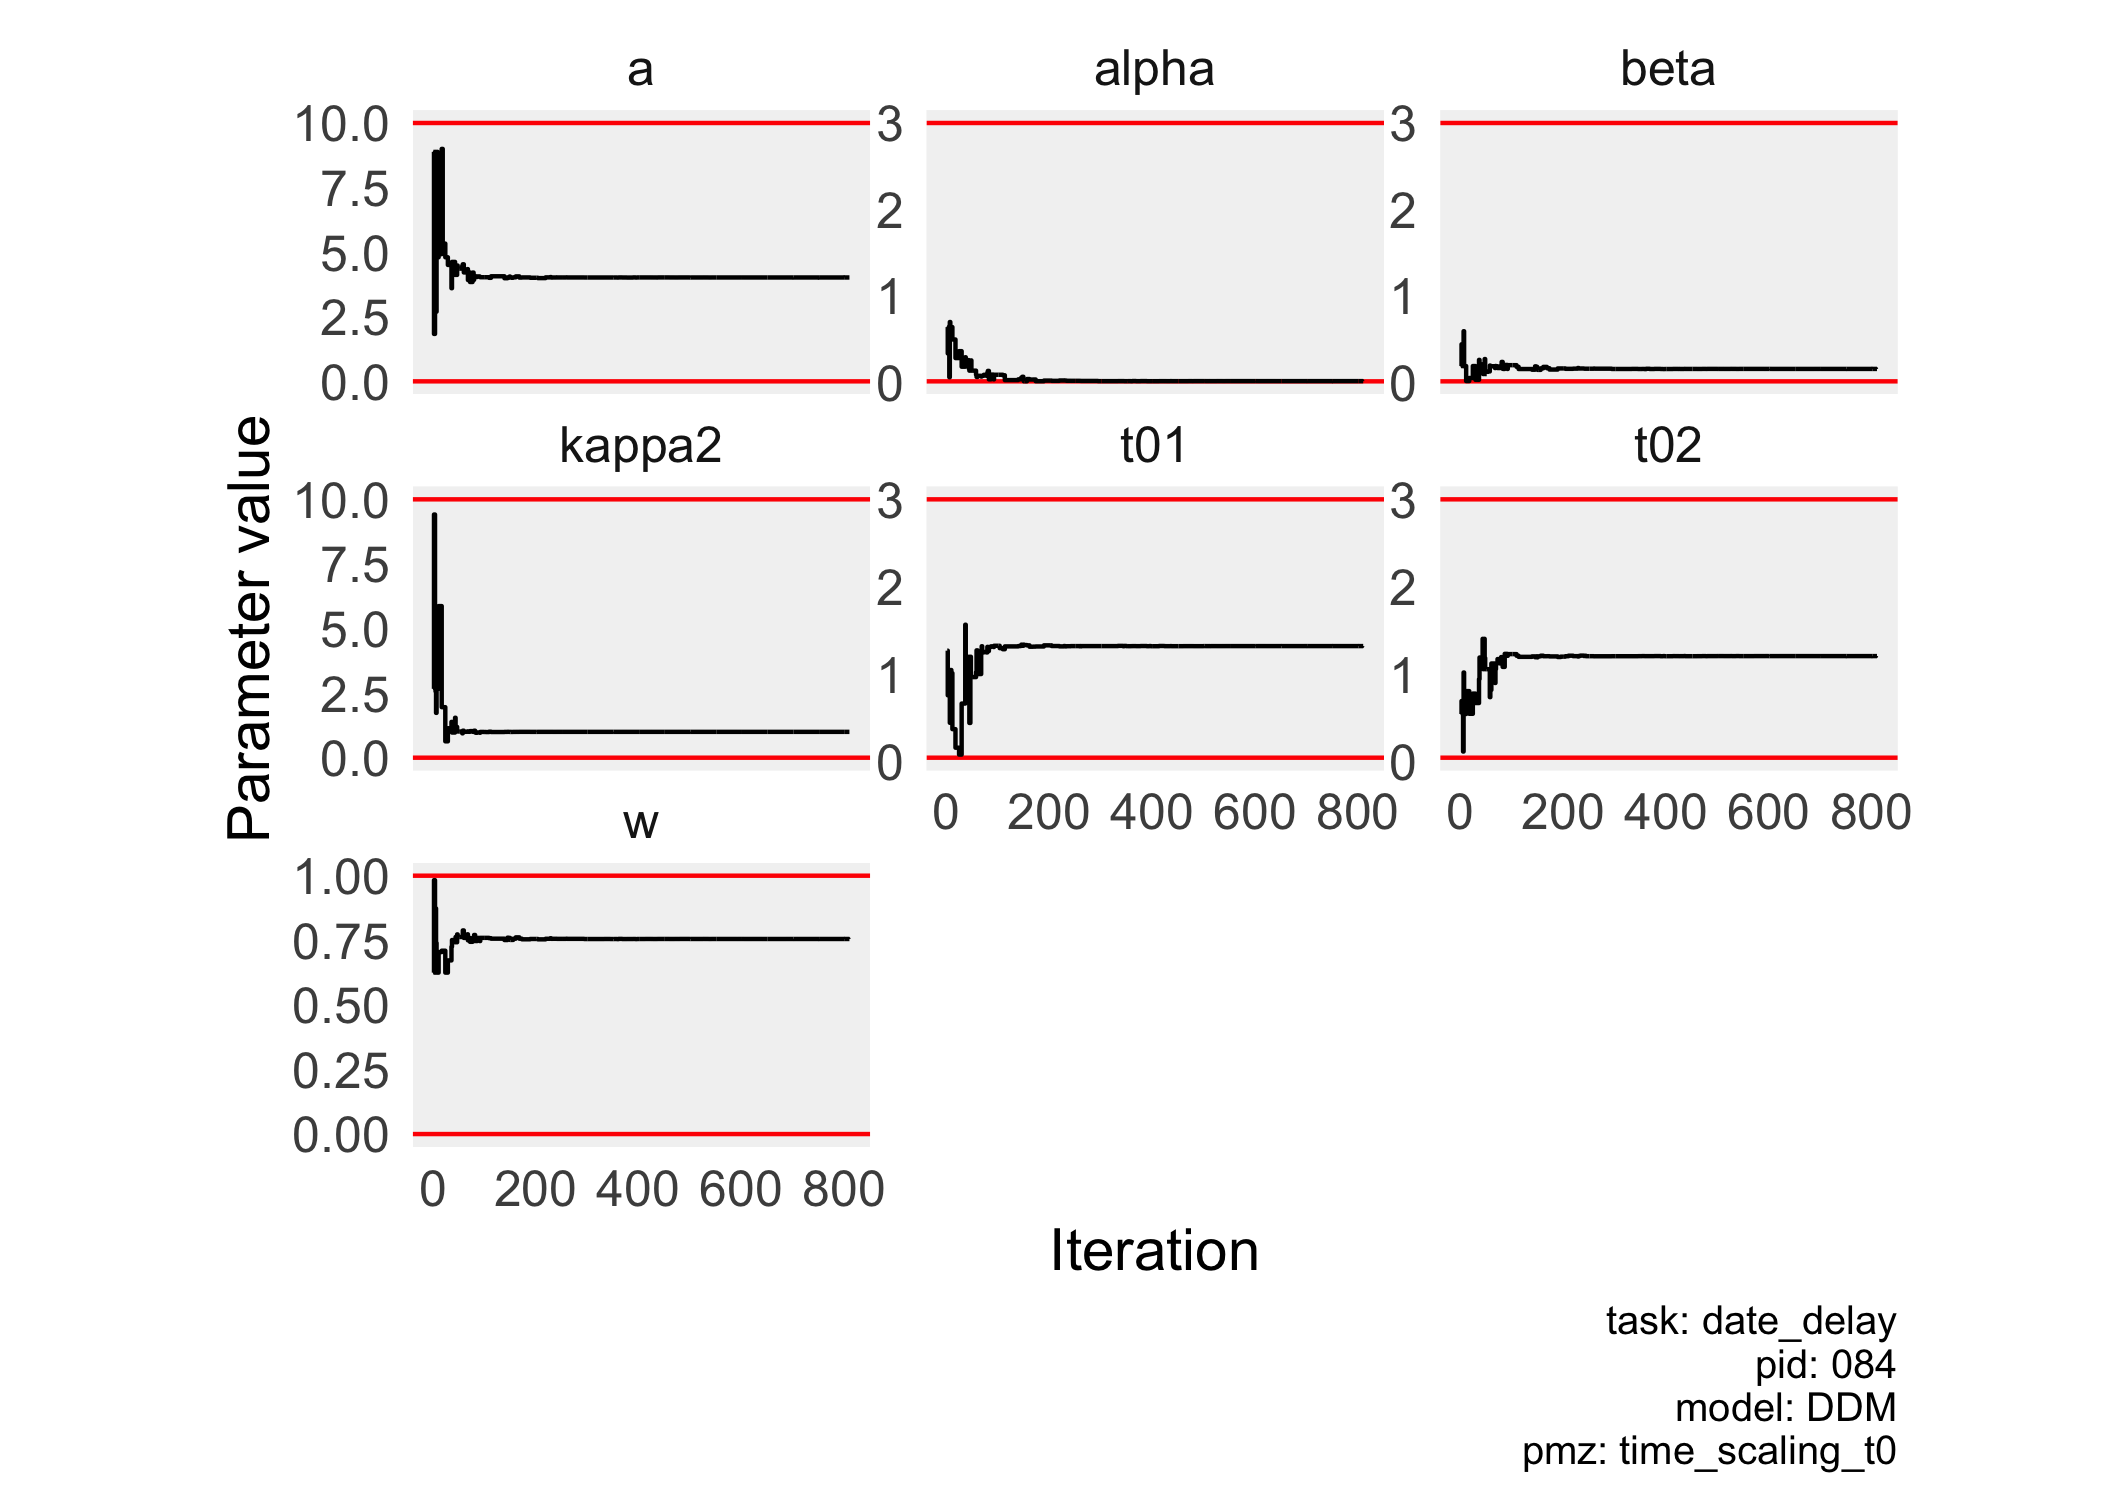 a
alpha
beta
10.0
7.5
5.0
2.5
0.0
3
2
1
0
3
2
1
0
kappa2
t01
t02
10.0
7.5
5.0
2.5
0.0
3
2
1
0
3
2
1
0
0 200 400 600 800
0 200 400 600 800
w
1.00
0.75
0.50
0.25
0.00
0 200 400 600 800
Parameter value
Iteration
task: date_delay
pid: 084
model: DDM
pmz: time_scaling_t0